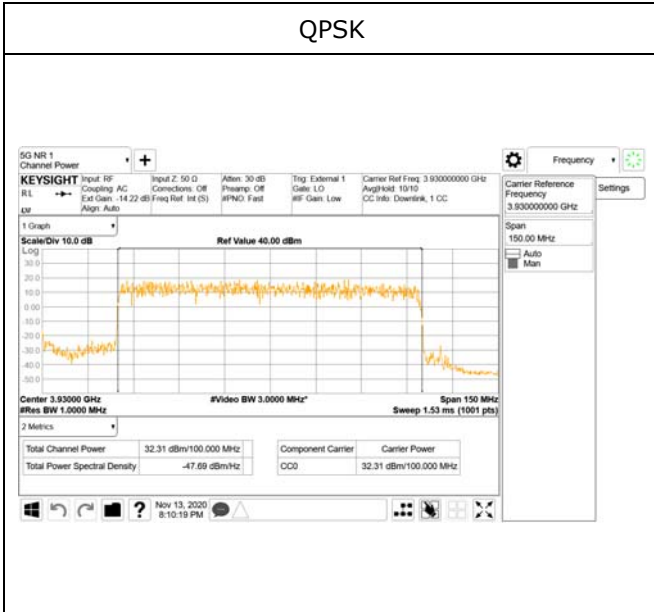 QPSK
5G NR 1
Channel Power
+
Frequency
KEYSIGHT
RL
Input: RF
Coupling: AC
Ext Gain: -14.22 dB
Align: Auto
Input Z: 50 Ω
Corrections: Off
Freq Ref: Int (S)
Atten: 30 dB
Preamp: Off
#PNO: Fast
Trig: External 1
Gate: LO
#IF Gain: Low
Carrier Ref Freq: 3.930000000 GHz
Avg|Hold: 10/10
CC Info: Downlink, 1 CC
Carrier Reference
Frequency
3.930000000 GHz
Settings
Span
150.00 MHz
Auto
Man
1 Graph
Scale/Div 10.0 dB
Ref Value 40.00 dBm
Log
30.0
20.0
10.0
0.00
-10.0
-20.0
-30.0
-40.0
-50.0
Center 3.93000 GHz
#Video BW 3.0000 MHz*
Span 150 MHz
#Res BW 1.0000 MHz
Sweep 1.53 ms (1001 pts)
2 Metrics
Total Channel Power 32.31 dBm/100.000 MHz
Total Power Spectral Density -47.69 dBm/Hz
Component Carrier Carrier Power
CC0 32.31 dBm/100.000 MHz
?
Nov 13, 2020
8:10:19 PM